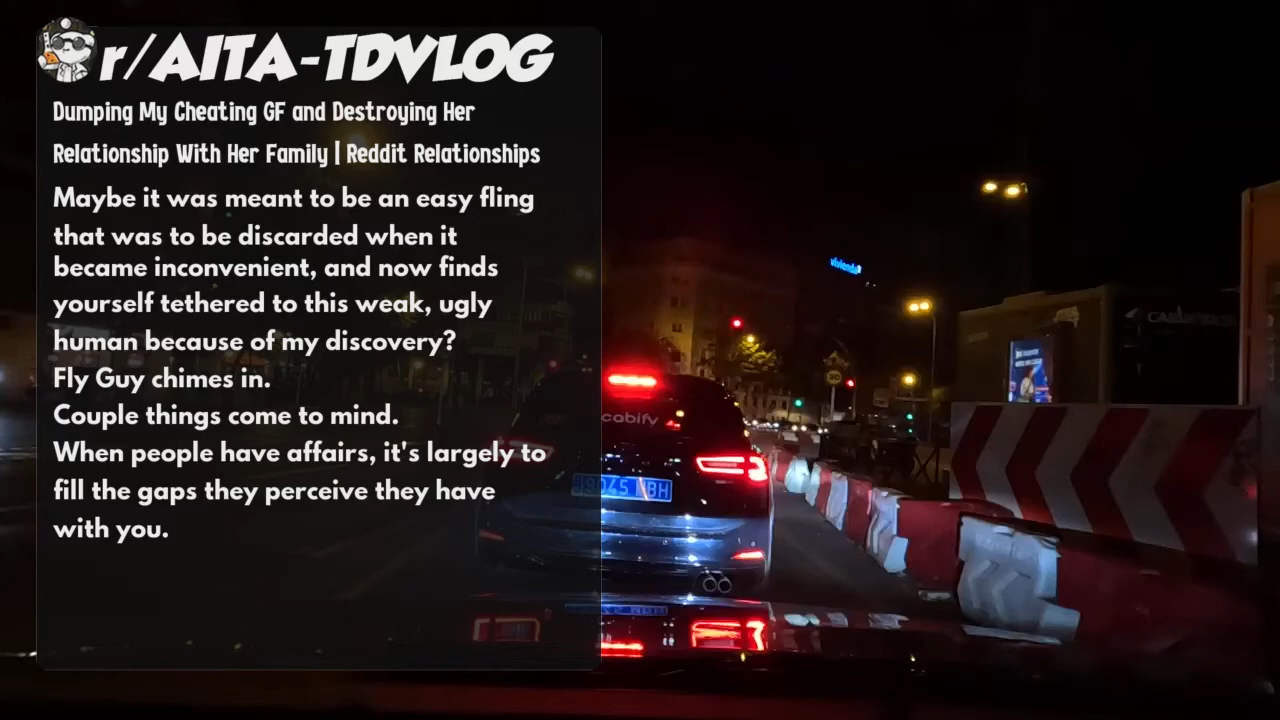 r/AITA-TDVLOG
Dumping My Cheating GF and Destroying Her
Relationship With Her Family | Reddit Relationships
Maybe it was meant to be an easy fling
that was to be discarded when it
became inconvenient, and now finds
yourself tethered to this weak, ugly
human because of my discovery?
Fly Guy chimes in.
Couple things come to mind.
When people have affairs, it's largely to
fill the gaps they perceive they have
with you.
cabify